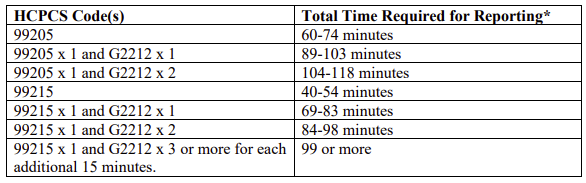 HCPCS Code(s) Total Time Required for Reporting*
99205 60-74 minutes
99205 x 1 and G2212 x 1 89-103 minutes
99205 x 1 and G2212 x 2 104-118 minutes
99215 40-54 minutes
99215 x 1 and G2212 x 1 69-83 minutes
99215 x 1 and G2212 x 2 84-98 minutes
99215 x 1 and G2212 x 3 or more for each 99 or more
additional 15 minutes.